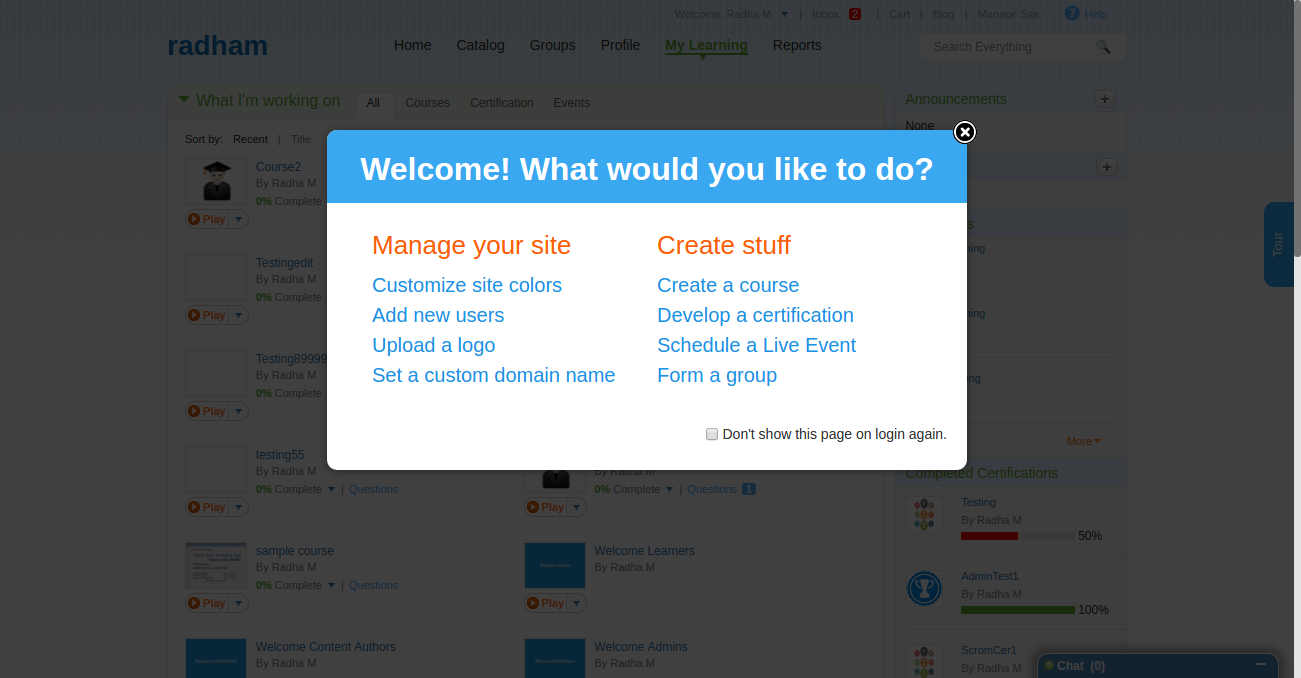 Welcome, Radha M | Inbox 2 | Cart | Blog | Manage Site ? Help
radham
Home Catalog Groups Profile My Learning Reports
Search Everything
What I'm working on All Courses Certification Events
Sort by: Recent | Title
Course2
By Radha M
0% Complete
Play
Testingedit
By Radha M
0% Complete
Play
Testing89999
By Radha M
0% Complete
Play
testing55
By Radha M
0% Complete | Questions
Play
By Radha M
0% Complete | Questions 1
Play
sample course
By Radha M
0% Complete | Questions
Play
Welcome Learners
By Radha M
Play
Welcome Content Authors
By Radha M
Welcome Admins
By Radha M
Welcome! What would you like to do?
Manage your site
Customize site colors
Add new users
Upload a logo
Set a custom domain name
Create stuff
Create a course
Develop a certification
Schedule a Live Event
Form a group
Don't show this page on login again.
Announcements +
None
+
More
Completed Certifications
Testing
By Radha M
50%
AdminTest1
By Radha M
100%
ScromCer1
By Radha M
Tour
Chat (0)